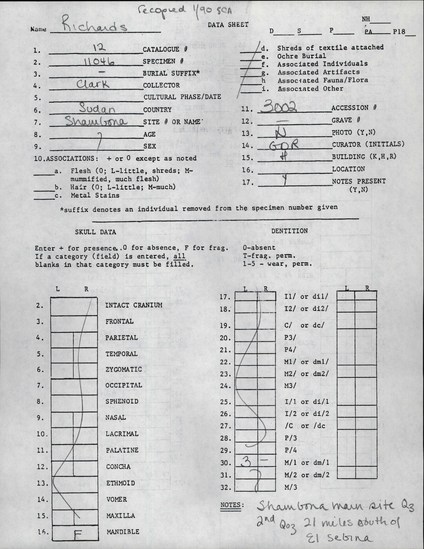 recopied 1/90 SCA
Name Richards DATA SHEET
NH
D S F PA P18
1. 12 CATALOGUE #
2. 11046 SPECIMEN #
3. – BURIAL SUFFIX*
4. Clark COLLECTOR
5. CULTURAL PHASE/DATE
6. Sudan COUNTRY
7. Shambona SITE # OR NAME
8. ? AGE
9. ? SEX
10. ASSOCIATIONS: + or 0 except as noted
a. Flesh (O; L-little, shreds; M-
mummified, much flesh)
b. Hair (O; L-little; M-much)
c. Metal Stains
d. Shreds of textile attached
e. Ochre Burial
f. Associated Individuals
g. Associated Artifacts
h. Associated Fauna/Flora
i. Associated Other
11. 3002 ACCESSION #
12. – GRAVE #
13. N PHOTO (Y,N)
14. GDR CURATOR (INITIALS)
15. H BUILDING (K,H,R)
16. LOCATION
17. Y NOTES PRESENT
(Y,N)
*suffix denotes an individual removed from the specimen number given
SKULL DATA
Enter + for presence, 0 for absence, F for frag.
If a category (field) is entered, all
blanks in that category must be filled.
L R
2. INTACT CRANIUM
3. FRONTAL
4. PARIETAL
5. TEMPORAL
6. ZYGOMATIC
7. OCCIPITAL
8. SPHENOID
9. NASAL
10. LACRIMAL
11. PALATINE
12. CONCHA
13. ETHMOID
14. VOMER
15. MAXILLA
14. F MANDIBLE
DENTITION
0-absent
T-frag. perm.
1-5 - wear, perm.
L R
17. I1/ or di1/
18. I2/ or di2/
19. C/ or dc/
20. P3/
21. P4/
22. M1/ or dm1/
23. M2/ or dm2/
24. M3/
25. I/1 or di/1
26. I/2 or di/2
27. /C or /dc
28. P/3
29. P/4
30. 3 – M/1 or dm/1
31. M/2 or dm/2
32. M/3
L R
NOTES: Shambona main site Q3
2nd Q03 21 miles south of
El Sebina